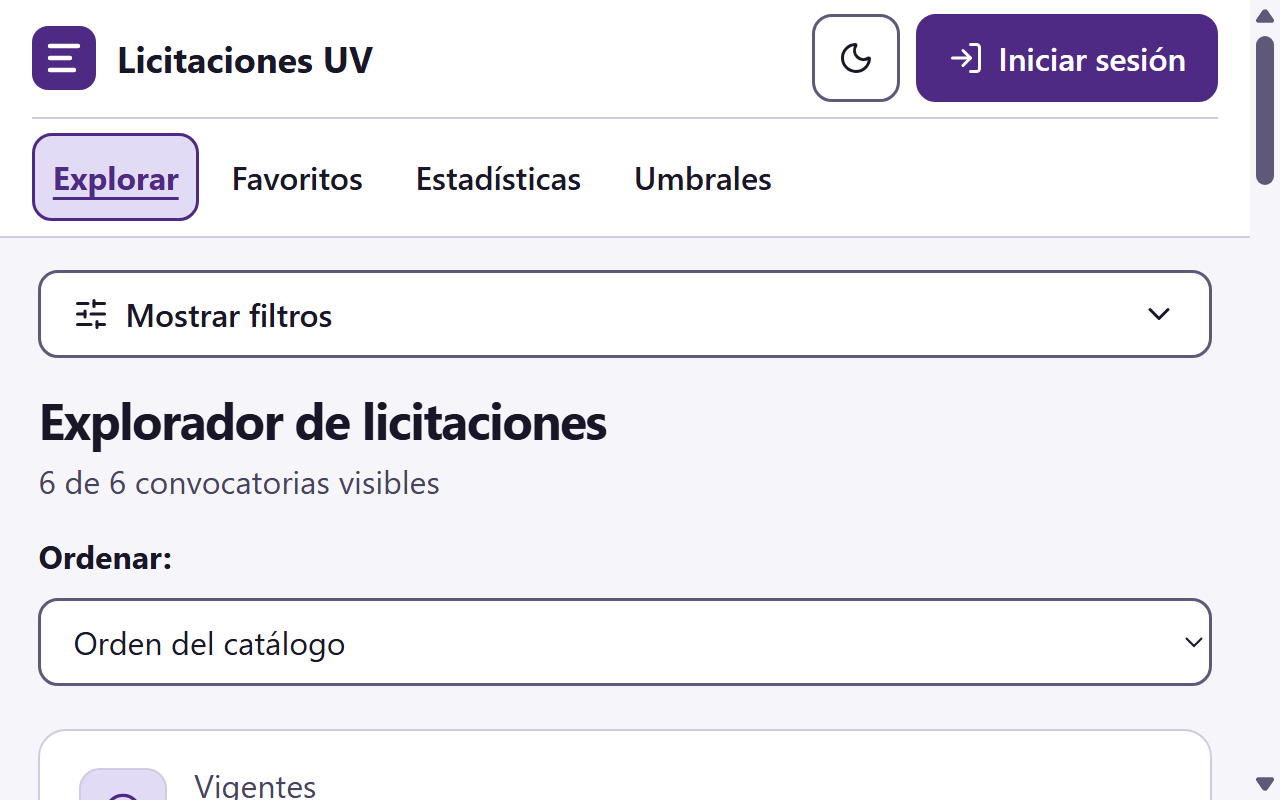 Licitaciones UV
Iniciar sesión
Explorar
Favoritos
Estadísticas
Umbrales
Mostrar filtros
Explorador de licitaciones
6 de 6 convocatorias visibles
Ordenar:
Orden del catálogo
Vigentes